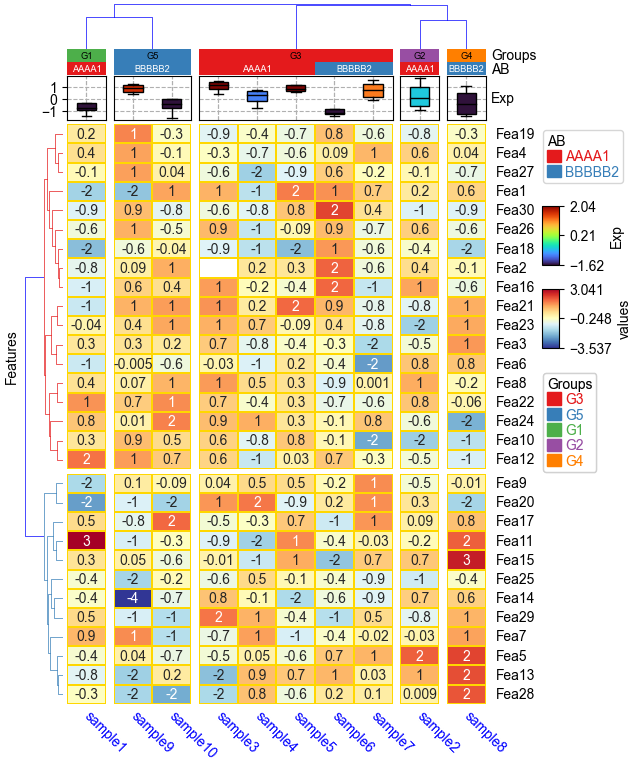 G1 G5 G3 G2 G4 Groups
AAAA1 BBBBB2 AAAA1 BBBBB2 AAAA1 BBBBB2 AB
1
0
−1
Exp
0.2 1 -0.3 -0.9 -0.4 -0.7 0.8 -0.6 -0.8 -0.3 Fea19
0.4 1 -0.1 -0.3 -0.7 -0.6 0.09 1 0.6 0.04 Fea4
-0.1 1 0.04 -0.6 -2 -0.9 0.6 -0.2 -0.1 -0.7 Fea27
-2 -2 1 1 -1 2 1 0.7 0.2 0.6 Fea1
-0.9 0.9 -0.8 -0.6 -0.8 0.8 2 0.4 -1 -0.9 Fea30
-0.6 1 -0.5 0.9 -1 -0.09 0.9 -0.7 0.6 -0.6 Fea26
-2 -0.6 -0.04 -0.9 -1 -2 1 -0.6 -0.4 -2 Fea18
-0.8 0.09 1 0.2 0.3 2 -0.6 0.4 -0.1 Fea2
-1 0.6 0.4 1 -0.2 -0.4 2 -1 1 -0.6 Fea16
-1 1 1 1 0.2 2 0.9 -0.8 -0.8 1 Fea21
-0.04 0.4 1 1 0.7 -0.09 0.4 -0.8 -2 1 Fea23
0.3 0.3 0.2 0.7 -0.8 -0.4 -0.3 -2 -0.5 1 Fea3
-1 -0.005 -0.6 -0.03 -1 0.2 -0.4 -2 0.8 0.8 Fea6
0.4 0.07 1 1 0.5 0.3 -0.9 0.001 1 -0.2 Fea8
1 0.7 1 0.7 -0.4 0.3 -0.7 -0.6 0.8 -0.06 Fea22
0.8 0.01 2 0.9 1 0.3 -0.1 0.8 -0.6 -2 Fea24
0.3 0.9 0.5 0.6 -0.8 0.8 -0.1 -2 -2 -1 Fea10
2 1 0.7 0.6 -1 0.03 0.7 -0.3 -0.5 -1 Fea12
-2 0.1 -0.09 0.04 0.5 0.5 -0.2 1 -0.5 -0.01 Fea9
-2 -1 -2 1 2 -0.9 0.2 1 0.3 -2 Fea20
0.5 -0.8 2 -0.5 -0.3 0.7 -1 1 0.09 0.8 Fea17
3 -1 -0.3 -0.9 -2 1 -0.4 -0.03 -0.2 2 Fea11
0.3 0.05 -0.6 -0.01 -1 1 -2 0.7 0.7 3 Fea15
-0.4 -2 -0.2 -0.6 0.5 -0.1 -0.4 -0.9 -1 -0.4 Fea25
-0.4 -4 -0.4 0.8 -0.1 -2 -0.6 -0.9 0.7 0.6 Fea14
0.5 -1 -1 2 1 -0.4 -1 0.5 -0.8 1 Fea29
0.9 1 -1 -0.7 1 -1 -0.4 -0.02 -0.03 1 Fea7
-0.4 0.04 -0.7 -0.5 0.05 -0.6 0.7 1 2 2 Fea5
-0.8 -2 0.2 -2 0.9 -0.7 1 0.03 1 2 Fea13
-0.3 -2 -2 -2 0.8 -0.6 0.2 0.1 0.009 2 Fea28
sample1 sample9 sample10 sample3 sample4 sample5 sample6 sample7 sample2 sample8
Features
AB
AAAA1
BBBBB2
2.04
0.21
−1.62
Exp
3.041
−0.248
−3.537
values
Groups
G3
G5
G1
G2
G4